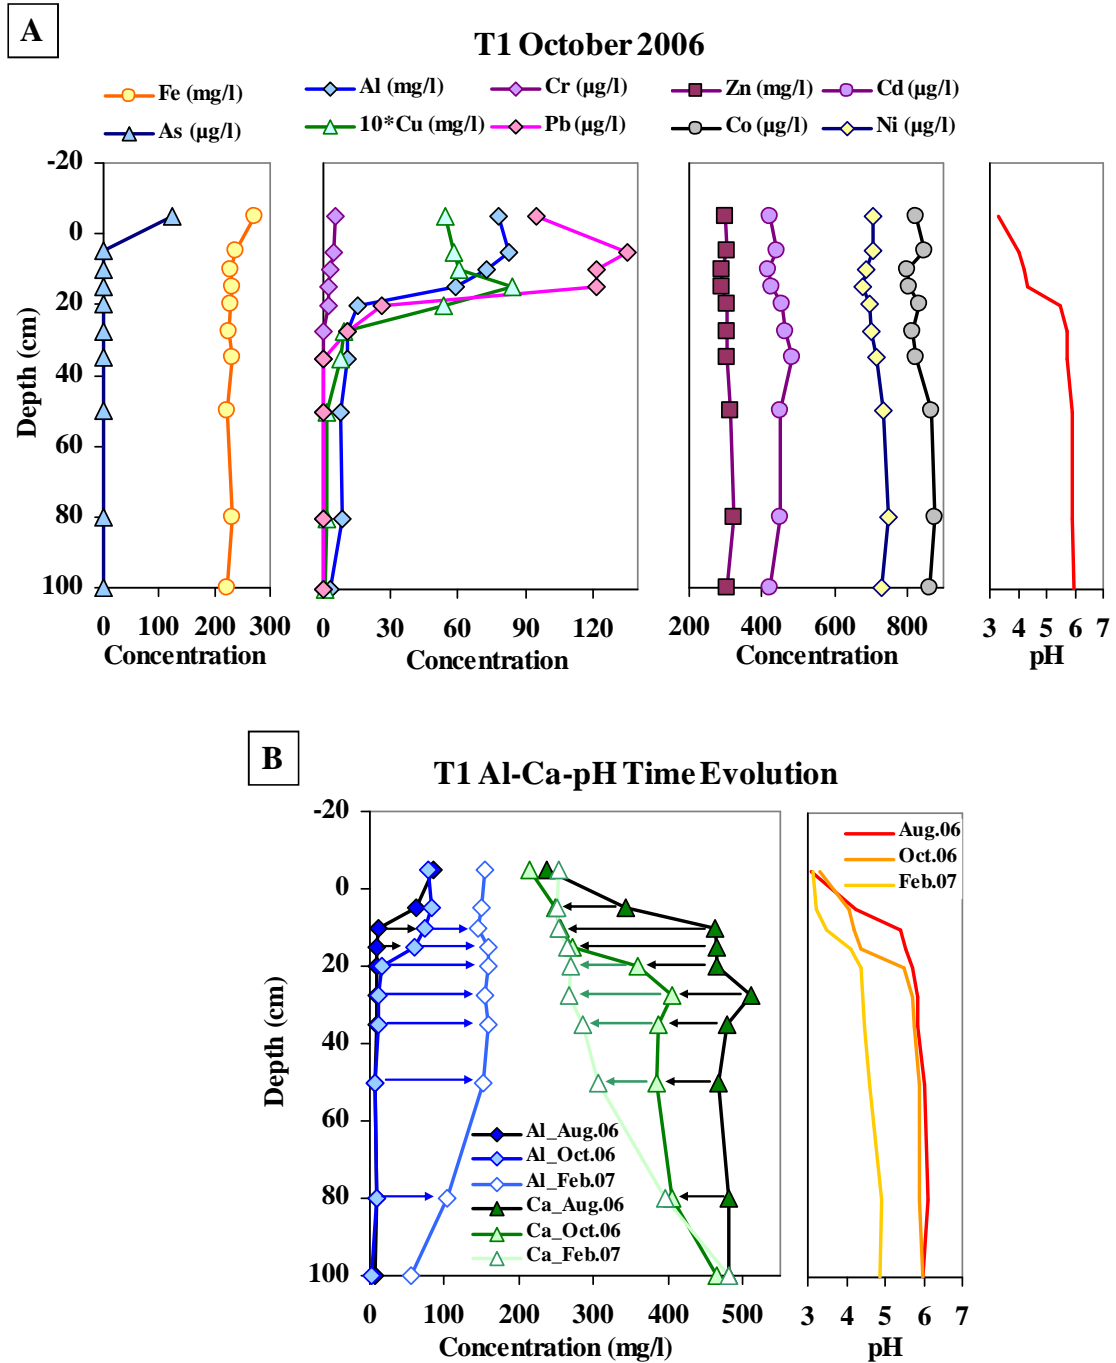 A
T1 October 2006
Fe (mg/l)
As (µg/l)
Al (mg/l)
Cr (µg/l)
10*Cu (mg/l)
Pb (µg/l)
Zn (mg/l)
Cd (µg/l)
Co (µg/l)
Ni (µg/l)
Depth (cm)
-20
0
20
40
60
80
100
0 100 200 300
Concentration
0 30 60 90 120
Concentration
200 400 600 800
Concentration
3 4 5 6 7
pH
B
T1 Al-Ca-pH Time Evolution
Depth (cm)
-20
0
20
40
60
80
100
Al_Aug.06
Al_Oct.06
Al_Feb.07
Ca_Aug.06
Ca_Oct.06
Ca_Feb.07
0 100 200 300 400 500
Concentration (mg/l)
Aug.06
Oct.06
Feb.07
3 4 5 6 7
pH